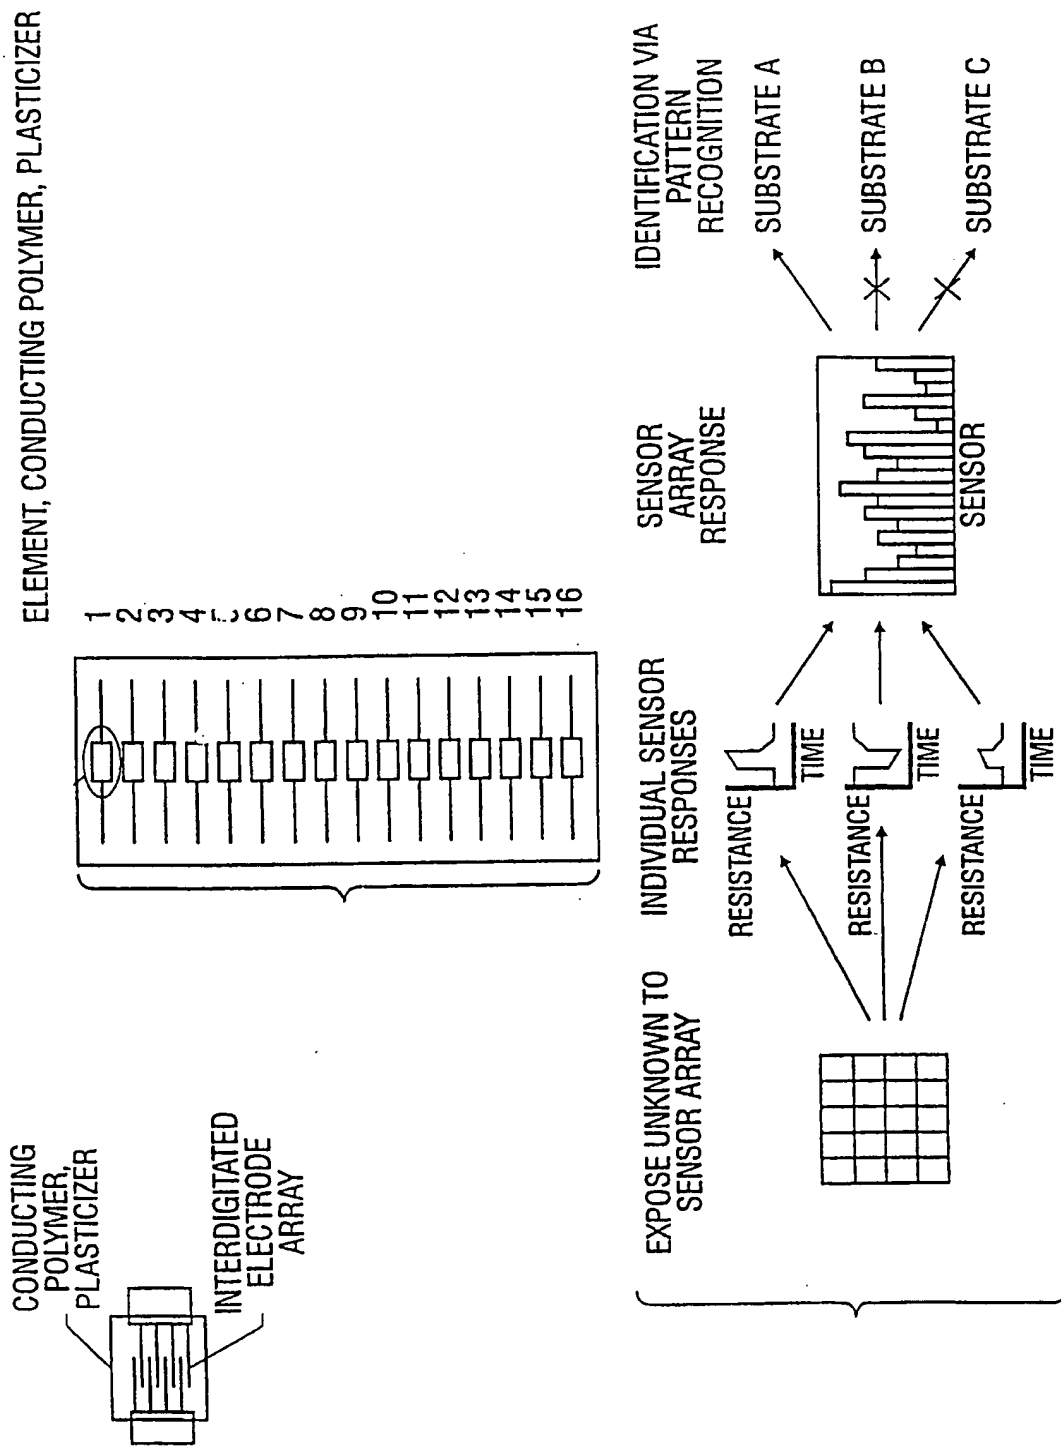 CONDUCTING
POLYMER,
PLASTICIZER
INTERDIGITATED
ELECTRODE
ARRAY
ELEMENT, CONDUCTING POLYMER, PLASTICIZER
1
2
3
4
6
7
8
9
10
11
12
13
14
15
16
EXPOSE UNKNOWN TO
SENSOR ARRAY
INDIVIDUAL SENSOR
RESPONSES
RESISTANCE
TIME
RESISTANCE
TIME
RESISTANCE
TIME
SENSOR
ARRAY
RESPONSE
SENSOR
IDENTIFICATION VIA
PATTERN
RECOGNITION
SUBSTRATE A
SUBSTRATE B
SUBSTRATE C